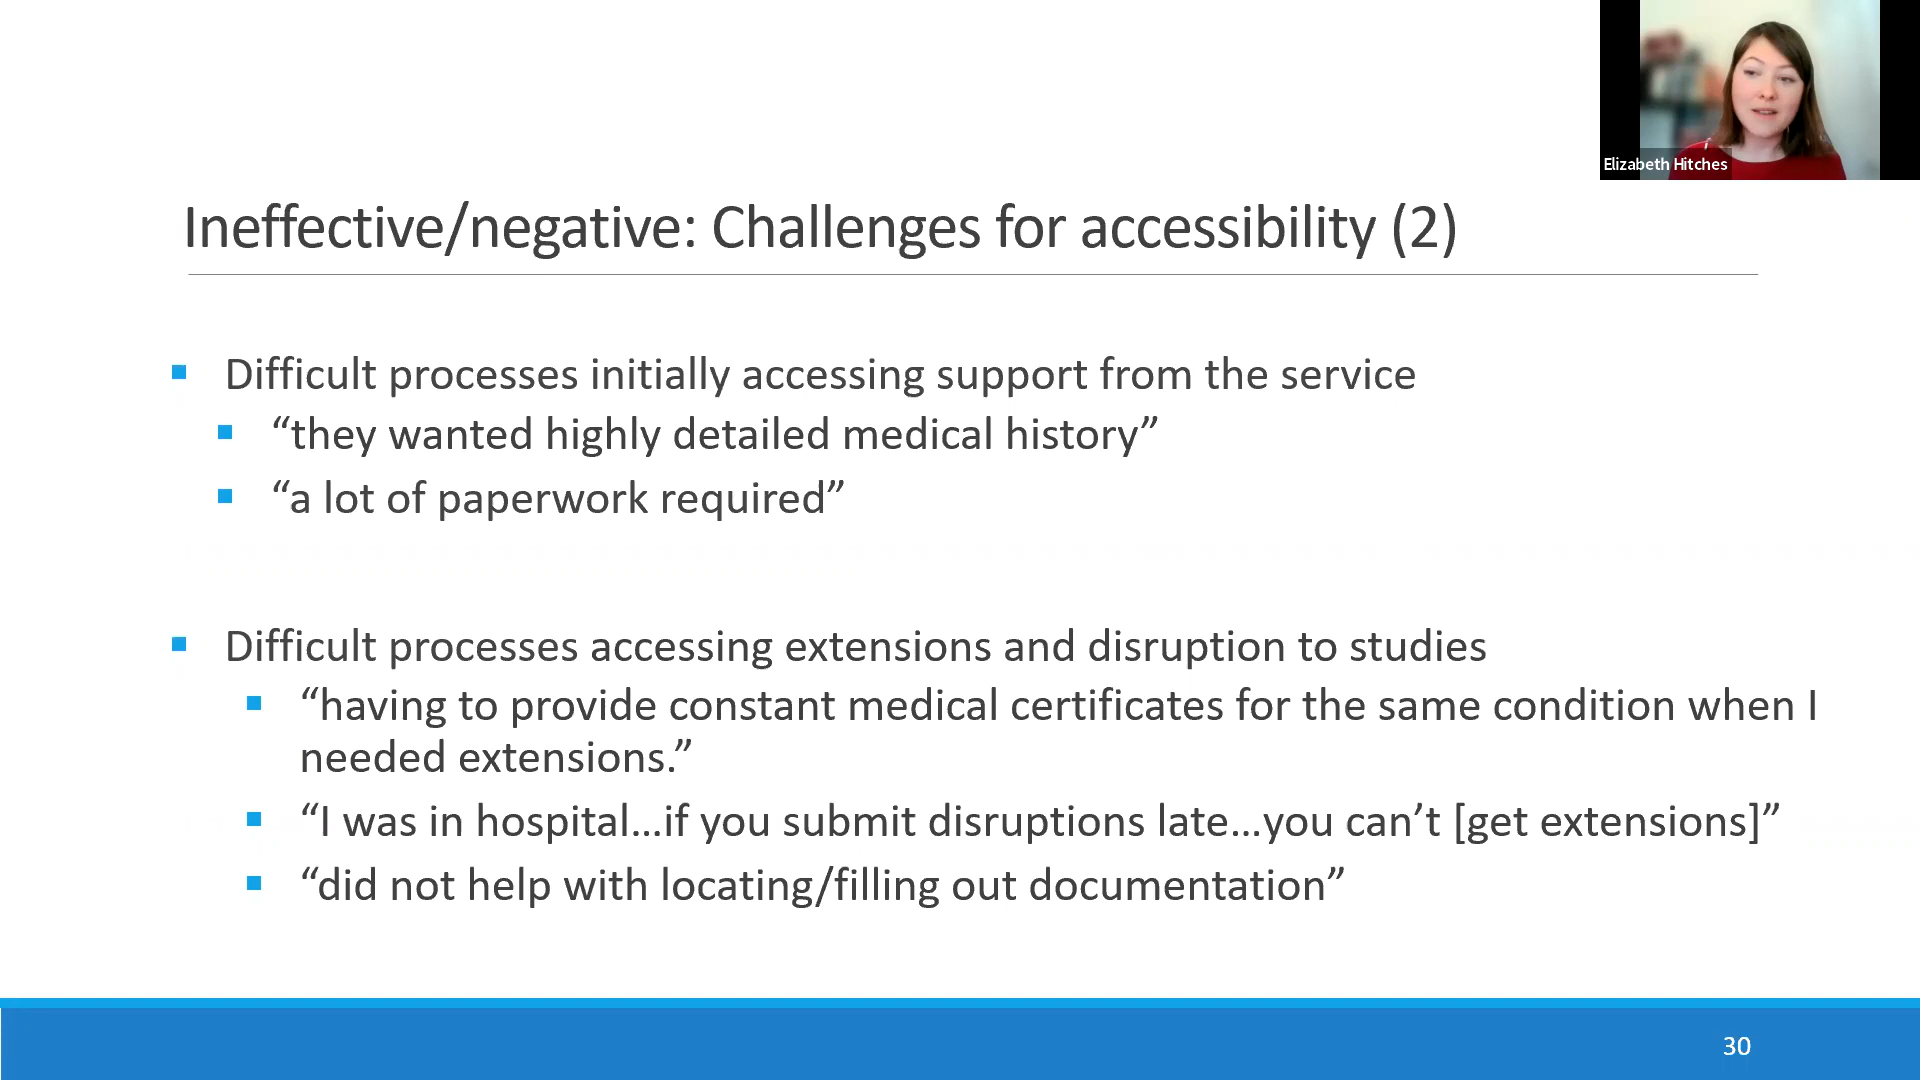 Elizabeth Hitches
Ineffective/negative: Challenges for accessibility (2)
Difficult processes initially accessing support from the service
“they wanted highly detailed medical history”
“a lot of paperwork required”
Difficult processes accessing extensions and disruption to studies
“having to provide constant medical certificates for the same condition when I
needed extensions.”
“I was in hospital…if you submit disruptions late…you can’t [get extensions]”
“did not help with locating/filling out documentation”
30